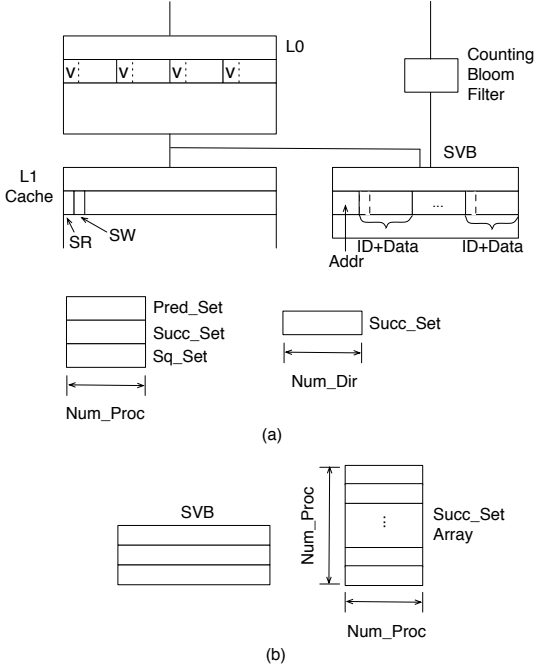 L0
V V V V
Counting
Bloom
Filter
SVB
L1
Cache
SR
SW
...
ID+Data
ID+Data
Addr
Pred_Set
Succ_Set
Sq_Set
Num_Proc
Succ_Set
Num_Dir
(a)
SVB
Num_Proc
...
Succ_Set
Array
Num_Proc
(b)